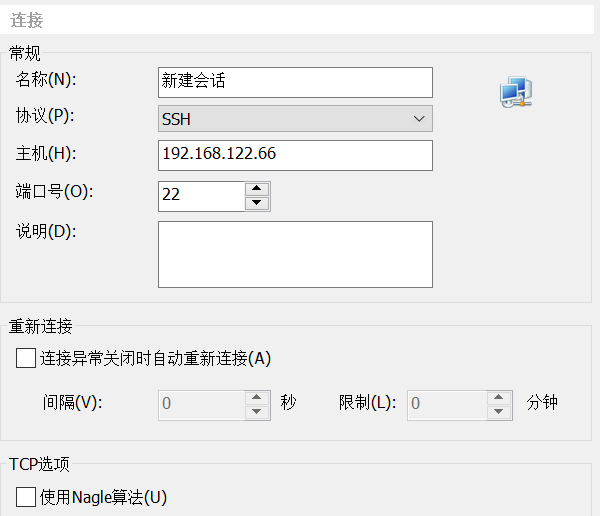 连接
常规
名称(N): 新建会话
协议(P): SSH
主机(H): 192.168.122.66
端口号(O): 22
说明(D):
重新连接
连接异常关闭时自动重新连接(A)
间隔(V): 0 秒 限制(L): 0 分钟
TCP选项
使用Nagle算法(U)